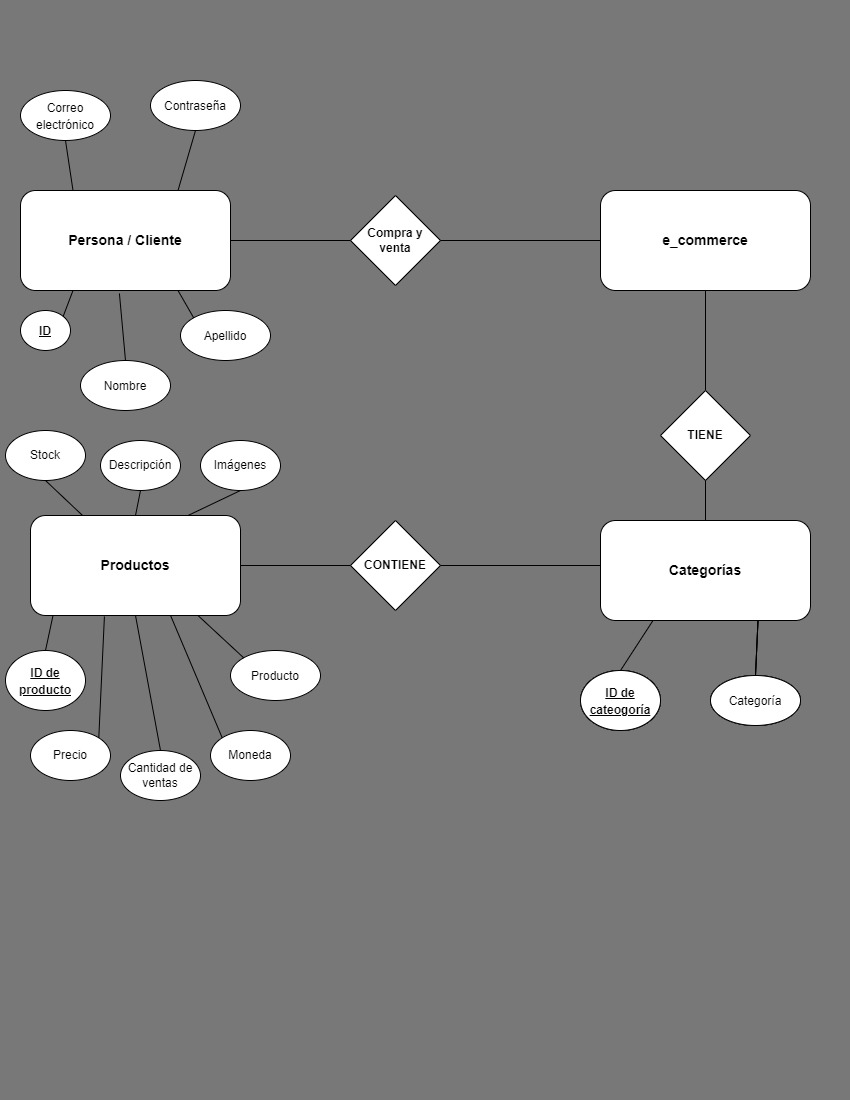 Correo
electrónico
Contraseña
Persona / Cliente
Compra y
venta
e_commerce
ID
Apellido
Nombre
TIENE
Stock
Descripción
Imágenes
Productos
CONTIENE
Categorías
ID de
producto
Producto
ID de
cateogoría
Categoría
Precio
Cantidad de
ventas
Moneda